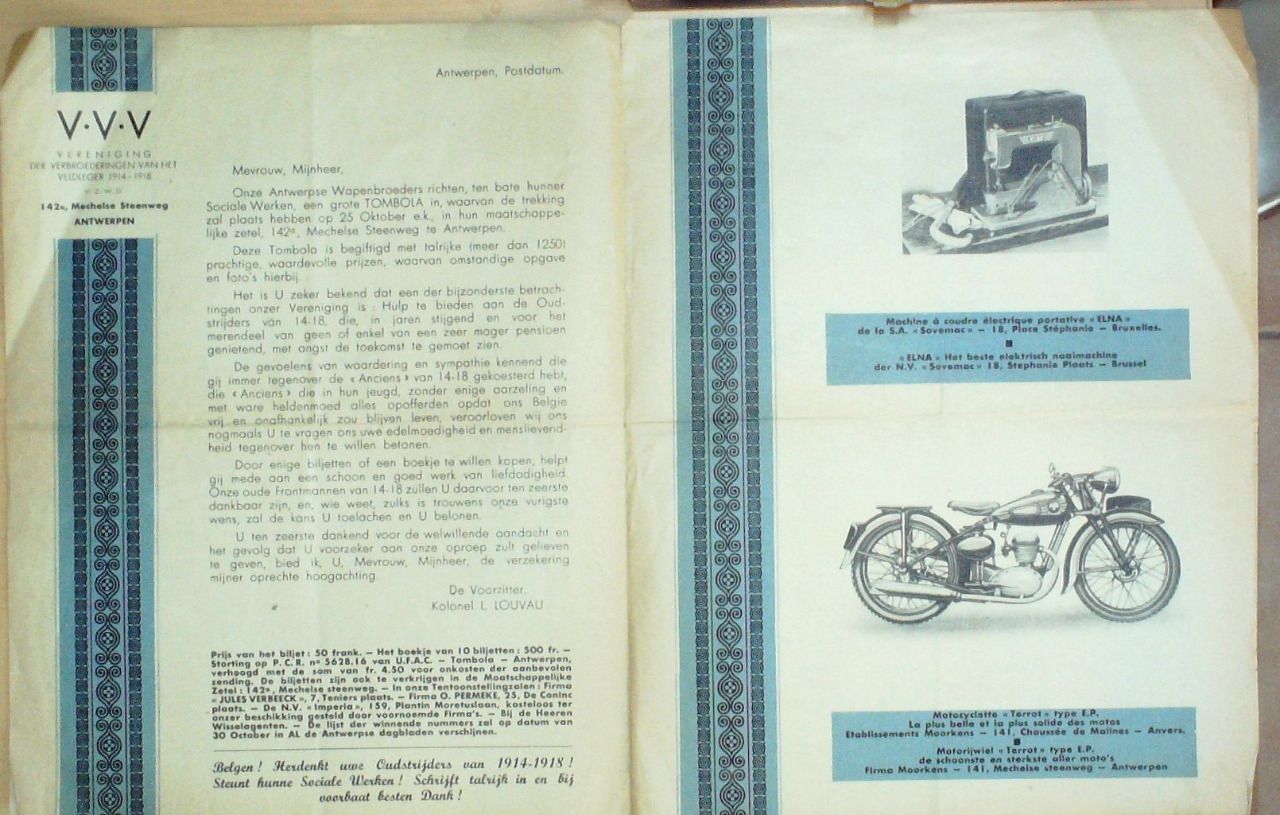 V·V·V
VERENIGING
DER VERBROEDERINGEN VAN HET
VELDLEGER 1914-1918
V.Z.W.D.
142a, Mechelse Steenweg
ANTWERPEN
Antwerpen, Postdatum.
Mevrouw, Mijnheer,
Onze Antwerpse Wapenbroeders richten, ten bate hunner
Sociale Werken, een grote TOMBOLA in, waarvan de trekking
zal plaats hebben op 25 Oktober e.k., in hun maatschappe-
lijke zetel, 142a, Mechelse Steenweg te Antwerpen.
Deze Tombola is begiftigd met talrijke (meer dan 1250)
prachtige, waardevolle prijzen, waarvan omstandige opgave
en foto's hierbij.
Het is U zeker bekend dat een der bijzonderste betrach-
tingen onzer Vereniging is : Hulp te bieden aan de Oud-
strijders van 14-18, die, in jaren stijgend en voor het
merendeel van geen of enkel van een zeer mager pensioen
genietend, met angst de toekomst te gemoet zien.
De gevoelens van waardering en sympathie kennend die
gij immer tegenover de « Anciens » van 14-18 gekoesterd hebt,
die « Anciens » die in hun jeugd, zonder enige aarzeling en
met ware heldenmoed alles opofferden opdat ons Belgie
vrij en onafhankelijk zou blijven leven, veroorloven wij ons
nogmaals U te vragen ons uwe edelmoedigheid en menslievend-
heid tegenover hen te willen betonen.
Door enige biljetten of een boekje te willen kopen, helpt
gij mede aan een schoon en goed werk van liefdodigheid.
Onze oude Frontmannen van 14-18 zullen U daarvoor ten zeerste
dankbaar zijn, en, wie weet, zulks is trouwens onze vurigste
wens, zal de kans U toelachen en U belonen.
U ten zeerste dankend voor de welwillende aandacht en
het gevolg dat U voorzeker aan onze oproep zult gelieven
te geven, bied ik, U, Mevrouw, Mijnheer, de verzekering
mijner oprechte hoogachting.
De Voorzitter,
Kolonel L. LOUVAU
Prijs van het biljet : 50 frank. — Het boekje van 10 biljetten : 500 fr. —
Storting op P.C.R. nº 5628.16 van U.F.A.C. — Tombola — Antwerpen,
verhoogd met de som van fr. 4.50 voor onkosten der aanbevolen
zending. De biljetten zijn ook te verkrijgen in de Maatschappelijke
Zetel : 142a, Mechelse steenweg. — In onze Tentoonstellingzalen : Firma
« JULES VERBEECK », 7, Teniers plaats. — Firma O. PERMEKE, 25, De Coninc
plaats. — De N.V. « Imperia », 159, Plantin Moretuslaan, kosteloos ter
onzer beschikking gesteld door voornoemde Firma's. — Bij de Heeren
Wisselagenten. — De lijst der winnende nummers zal op datum van
30 October in AL de Antwerpse dagbladen verschijnen.
Belgen ! Herdenkt uwe Oudstrijders van 1914-1918 !
Steunt hunne Sociale Werken ! Schrijft talrijk in en bij
voorbaat besten Dank !
Machine à coudre électrique portative « ELNA »
de la S.A. « Sovemac » — 18, Place Stéphanie — Bruxelles.
« ELNA » Het beste elektrisch naaimachine
der N.V. « Sovemac » 18, Stephanie Plaats — Brussel
Motocyclette « Terrot » type E.P.
La plus belle et la plus solide des motos
Etablissements Moorkens — 141, Chaussée de Malines — Anvers.
Motorijwiel « Terrot » type E.P.
de schoonste en sterkste aller moto's
Firma Moorkens — 141, Mechelse steenweg — Antwerpen